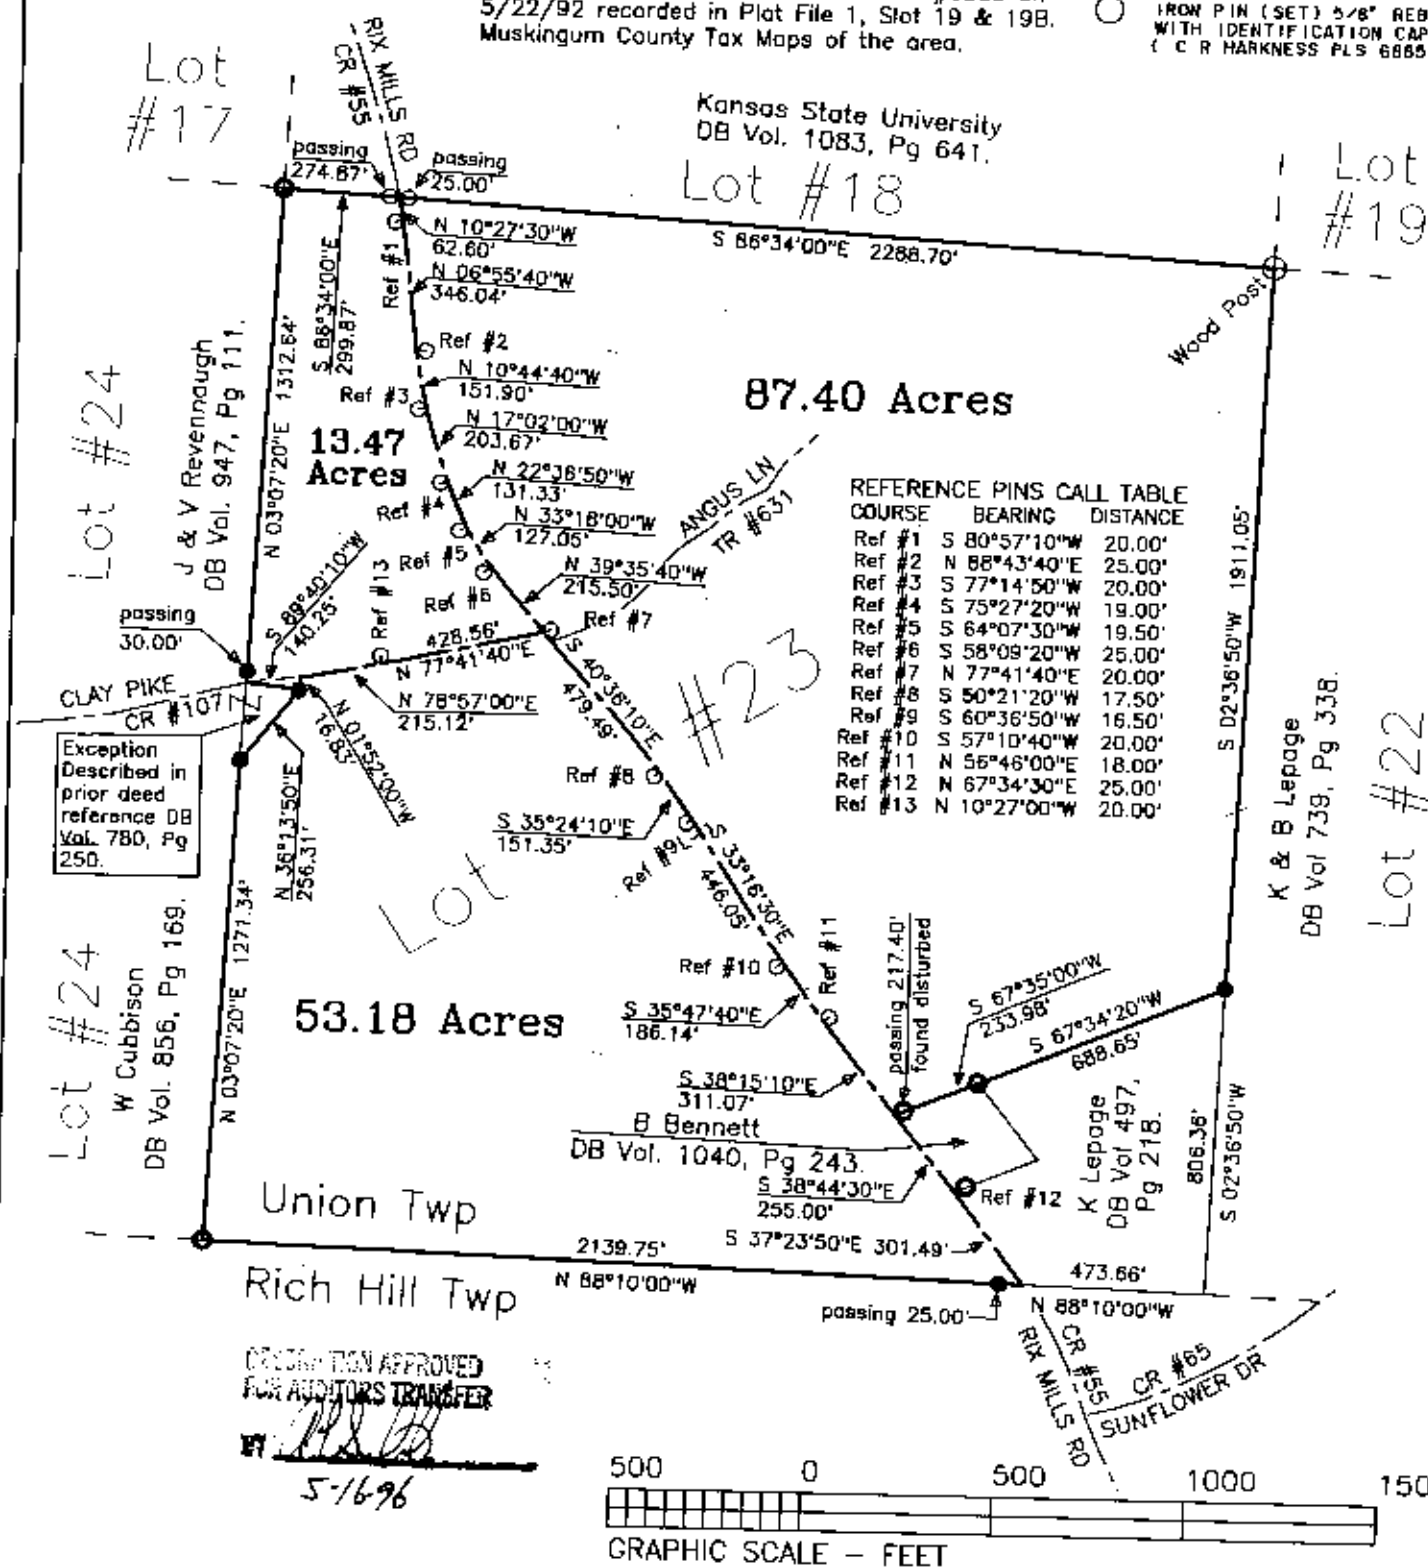 5/22/92 recorded in Plat File 1, Slot 19 & 19B.
Muskingum County Tax Maps of the area.
IRON PIN (SET) 5/8" REB
WITH IDENTIFICATION CAP
( C R HARKNESS PLS 6885
Lot
#17
RIX MILLS RD
CR #55
Kansas State University
DB Vol. 1083, Pg 641.
Lot #18
Lot
#19
passing
274.87'
passing
25.00'
S 86°34'00"E 2288.70'
Wood Post
S 86°34'00"E
299.87'
Ref #1
N 10°27'30"W
62.60'
N 06°55'40"W
346.04'
Ref #2
N 10°44'40"W
151.90'
Ref #3
N 17°02'00"W
203.67'
N 22°36'50"W
131.33'
Ref #4
N 33°18'00"W
127.05'
Ref #5
N 39°35'40"W
215.50'
Ref #6
Ref #7
Ref #13
87.40 Acres
13.47
Acres
Lot #24
J & V Revennaugh
DB Vol. 947, Pg 111.
N 03°07'20"E 1312.64'
ANGUS LN
TR #631
REFERENCE PINS CALL TABLE
COURSE BEARING DISTANCE
Ref #1 S 80°57'10"W 20.00'
Ref #2 N 88°43'40"E 25.00'
Ref #3 S 77°14'50"W 20.00'
Ref #4 S 75°27'20"W 19.00'
Ref #5 S 64°07'30"W 19.50'
Ref #6 S 58°09'20"W 25.00'
Ref #7 N 77°41'40"E 20.00'
Ref #8 S 50°21'20"W 17.50'
Ref #9 S 60°36'50"W 16.50'
Ref #10 S 57°10'40"W 20.00'
Ref #11 N 56°46'00"E 18.00'
Ref #12 N 67°34'30"E 25.00'
Ref #13 N 10°27'00"W 20.00'
S 02°36'50"W 1911.05'
K & B Lepage
DB Vol 739, Pg 338.
Lot #22
passing
30.00'
S 89°40'10"W
140.25'
428.56'
N 77°41'40"E
N 78°57'00"E
215.12'
CLAY PIKE
CR #107
N 01°52'00"W
16.83'
Exception
Described in
prior deed
reference DB
Vol. 780, Pg
250.
N 36°13'50"E
256.31'
S 40°36'10"E
479.49'
Lot #23
Ref #8
S 35°24'10"E
151.35'
Ref #9
S 33°16'30"E
446.05'
Ref #10
Ref #11
S 35°47'40"E
186.14'
passing 217.40'
found disturbed
S 67°35'00"W
233.98'
S 67°34'20"W
688.65'
S 38°15'10"E
311.07'
B Bennett
DB Vol. 1040, Pg 243.
S 38°44'30"E
255.00'
Ref #12
K Lepage
DB Vol 497,
Pg 218.
806.36'
S 02°36'50"W
53.18 Acres
Lot #24
W Cubbison
DB Vol. 856, Pg 169.
N 03°07'20"E 1271.34'
Union Twp
2139.75'
N 88°10'00"W
S 37°23'50"E 301.49'
473.66'
N 88°10'00"W
passing 25.00'
Rich Hill Twp
RIX MILLS RD
CR #55
CR #65
SUNFLOWER DR
DESCRIPTION APPROVED
FOR AUDITORS TRANSFER
BY
5-16-96
500 0 500 1000 150
GRAPHIC SCALE - FEET